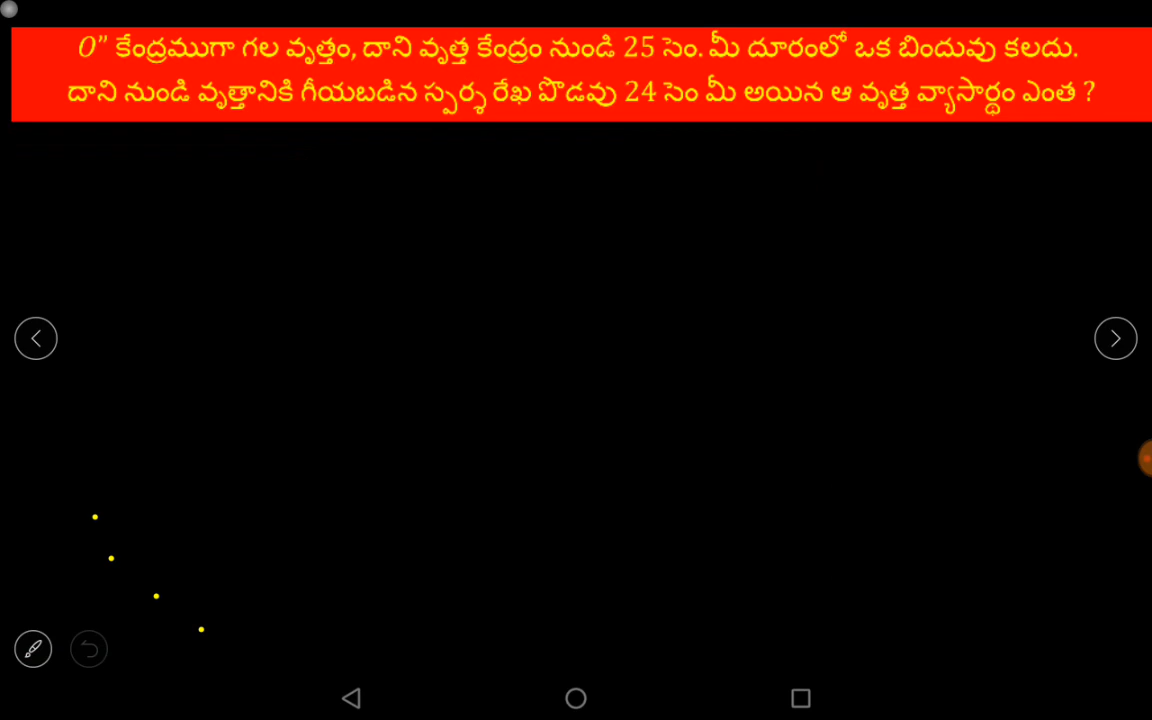 O” కేంద్రముగా గల వృత్తం, దాని వృత్త కేంద్రం నుండి 25 సెం. మీ దూరంలో ఒక బిందువు కలదు.
దాని నుండి వృత్తానికి గీయబడిన స్పర్శ రేఖ పొడవు 24 సెం మీ అయిన ఆ వృత్త వ్యాసార్థం ఎంత ?